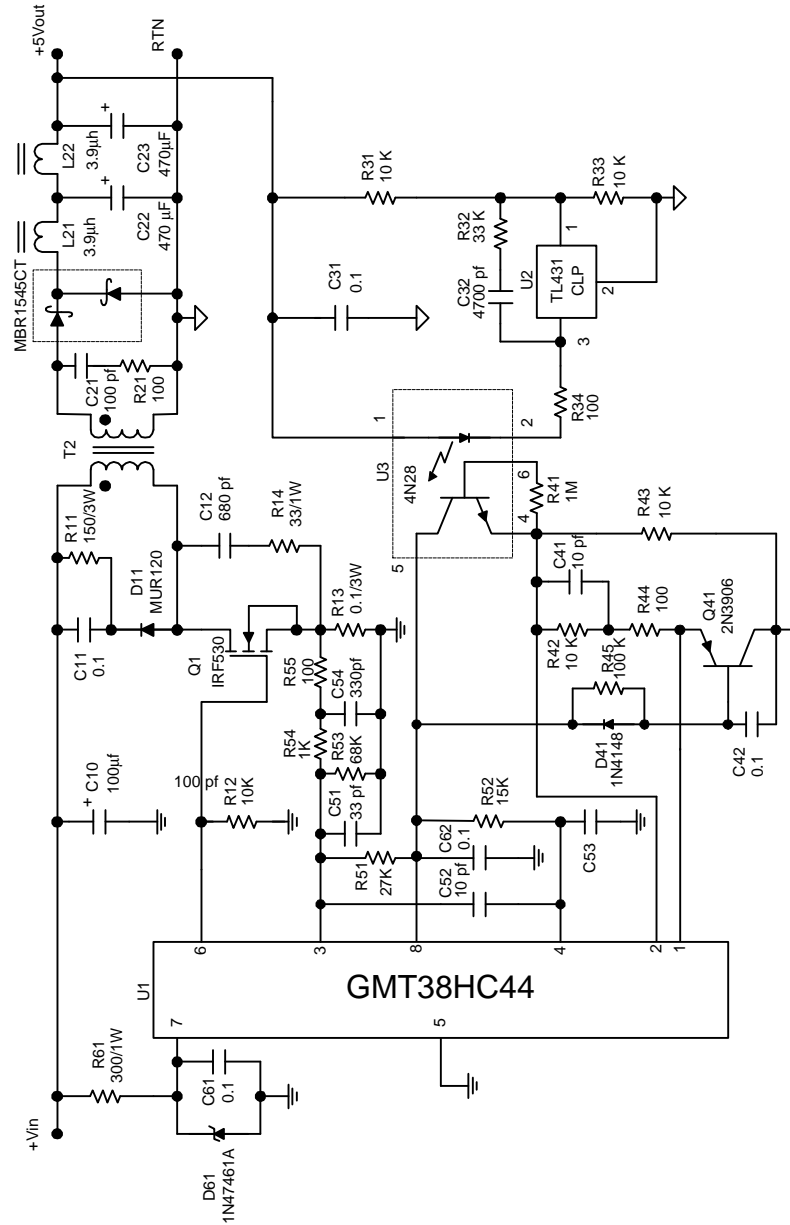 +Vin
R61
300/1W
D61
1N47461A
C61
0.1
7
5
U1
GMT38HC44
6
3
8
4
2
1
C10
100µf
+
100 pf
R12
10K
C11
0.1
R11
150/3W
D11
MUR120
Q1
IRF530
C12
680 pf
R14
33/1W
R13
0.1/3W
R55
100
C54
330pf
R54
1K
R53
68K
C51
33 pf
R51
27K
C62
0.1
C52
10 pf
R52
15K
C53
T2
C21
100 pf
R21
100
MBR1545CT
L21
3.9µh
L22
3.9µh
C22
470 µF
+
C23
470µF
+
+5Vout
RTN
C31
0.1
R31
10 K
R32
33 K
C32
4700 pf
R33
10 K
U2
TL431
CLP
1
2
3
R34
100
U3
4N28
1
2
5
4
6
R41
1M
C41
10 pf
R42
10 K
R43
10 K
R44
100
R45
100 K
D41
1N4148
Q41
2N3906
C42
0.1